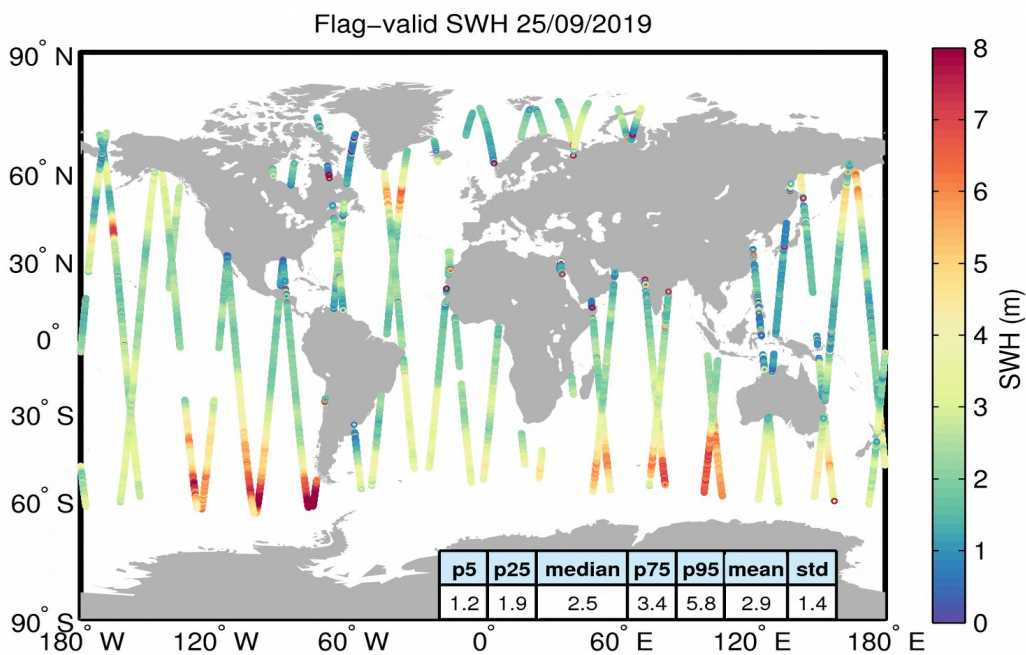 Flag−valid SWH 25/09/2019
90° N
60° N
30° N
0°
30° S
60° S
90° S
180° W
120° W
60° W
0°
60° E
120° E
180° E
p5 p25 median p75 p95 mean std
1.2 1.9 2.5 3.4 5.8 2.9 1.4
8
7
6
5
4
3
2
1
0
SWH (m)